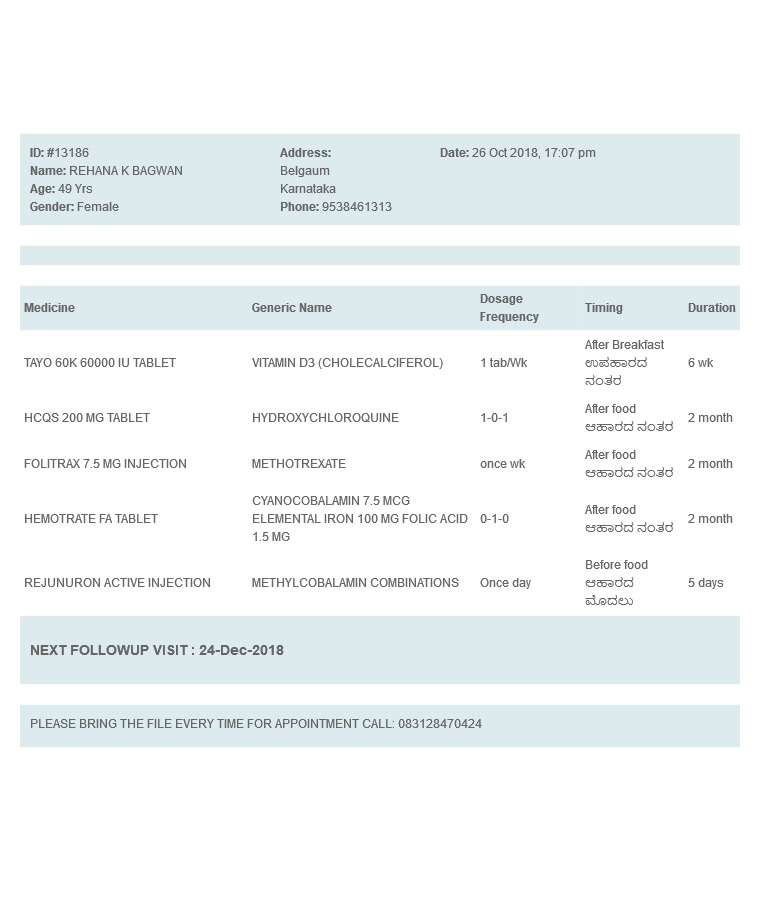 ID: #13186
Name: REHANA K BAGWAN
Age: 49 Yrs
Gender: Female
Address:
Belgaum
Karnataka
Phone: 9538461313
Date: 26 Oct 2018, 17:07 pm
Medicine Generic Name Dosage Frequency Timing Duration
TAYO 60K 60000 IU TABLET VITAMIN D3 (CHOLECALCIFEROL) 1 tab/Wk After Breakfast 6 wk
ಉಪಹಾರದ
ನಂತರ
HCQS 200 MG TABLET HYDROXYCHLOROQUINE 1-0-1 After food 2 month
ಆಹಾರದ ನಂತರ
FOLITRAX 7.5 MG INJECTION METHOTREXATE once wk After food 2 month
ಆಹಾರದ ನಂತರ
HEMOTRATE FA TABLET CYANOCOBALAMIN 7.5 MCG
ELEMENTAL IRON 100 MG FOLIC ACID
1.5 MG 0-1-0 After food 2 month
ಆಹಾರದ ನಂತರ
REJUNURON ACTIVE INJECTION METHYLCOBALAMIN COMBINATIONS Once day Before food 5 days
ಆಹಾರದ
ಮೊದಲು
NEXT FOLLOWUP VISIT : 24-Dec-2018
PLEASE BRING THE FILE EVERY TIME FOR APPOINTMENT CALL: 083128470424